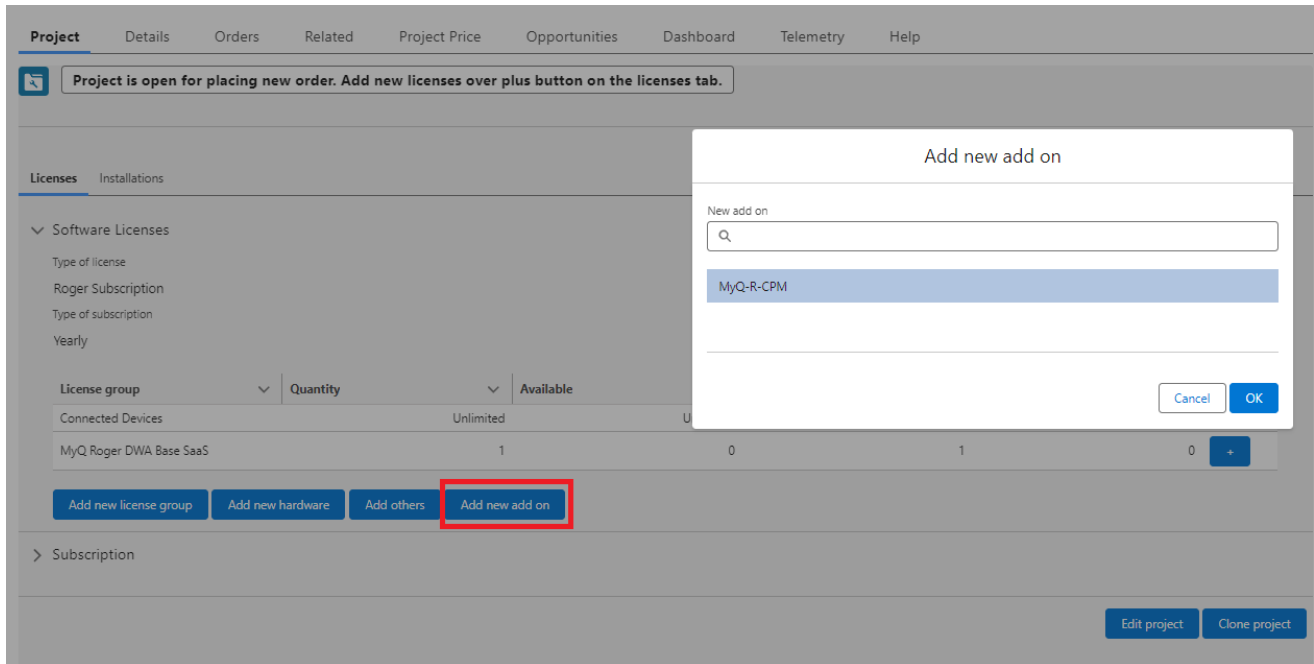 Project Details Orders Related Project Price Opportunities Dashboard Telemetry Help
Project is open for placing new order. Add new licenses over plus button on the licenses tab.
Add new add on
Licenses Installations
New add on
Software Licenses
Type of license
Roger Subscription
MyQ-R-CPM
Type of subscription
Yearly
License group Quantity Available
Cancel OK
Connected Devices Unlimited U
MyQ Roger DWA Base SaaS 1 0 1 0 +
Add new license group Add new hardware Add others Add new add on
Subscription
Edit project Clone project